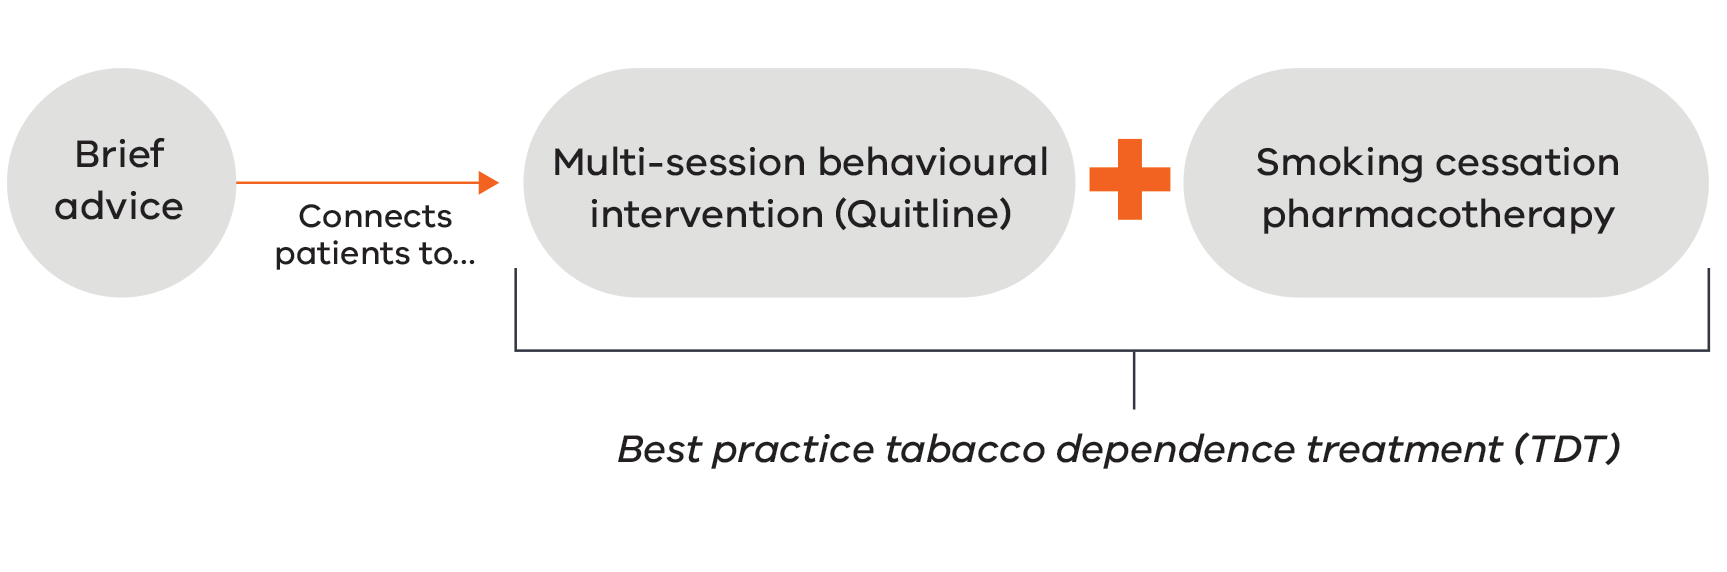 Brief
advice
Connects
patients to...
Multi-session behavioural
intervention (Quitline)
Smoking cessation
pharmacotherapy
Best practice tabacco dependence treatment (TDT)